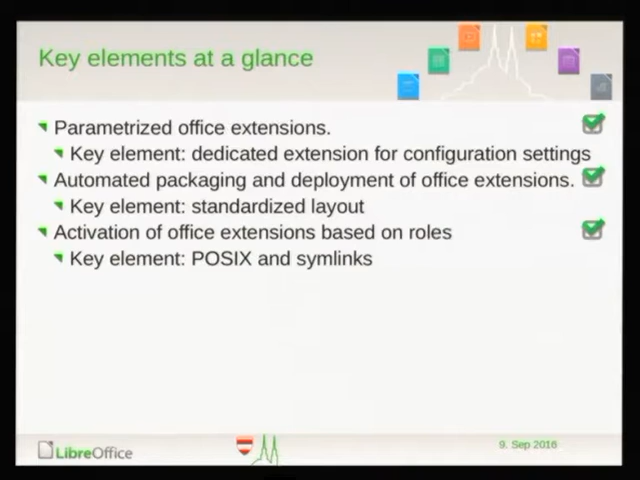 Key elements at a glance
Parametrized office extensions.
Key element: dedicated extension for configuration settings
Automated packaging and deployment of office extensions.
Key element: standardized layout
Activation of office extensions based on roles
Key element: POSIX and symlinks
LibreOffice
9. Sep 2016